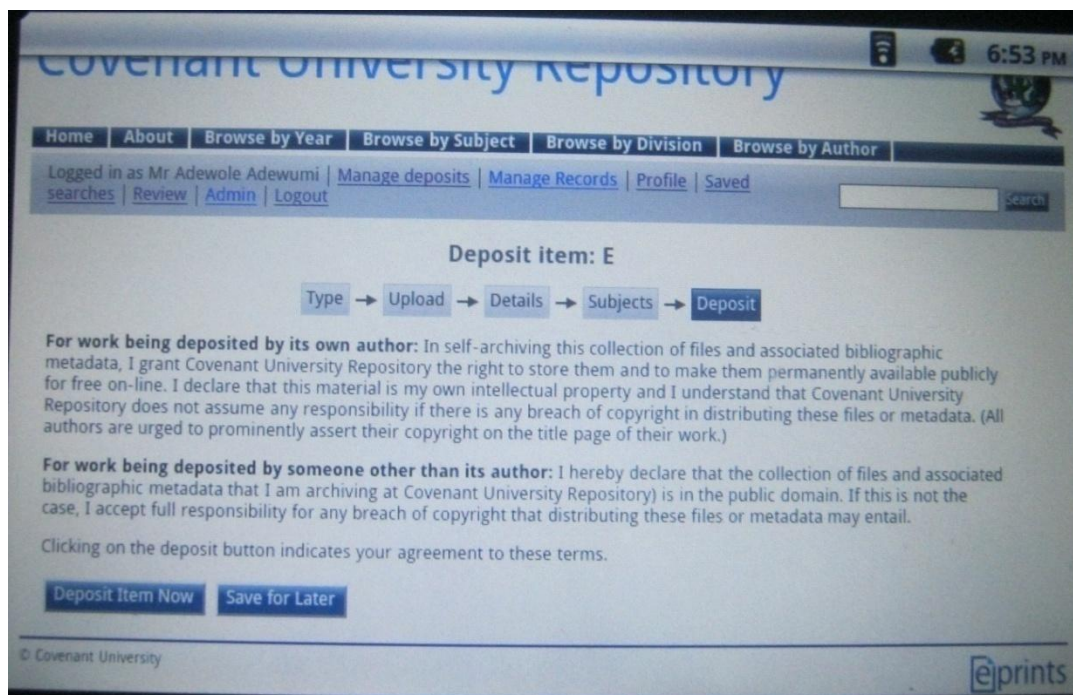 6:53 PM
Covenant University Repository
Home About Browse by Year Browse by Subject Browse by Division Browse by Author
Logged in as Mr Adewole Adewumi | Manage deposits | Manage Records | Profile | Saved
searches | Review | Admin | Logout
Search
Deposit item: E
Type → Upload → Details → Subjects → Deposit
For work being deposited by its own author: In self-archiving this collection of files and associated bibliographic
metadata, I grant Covenant University Repository the right to store them and to make them permanently available publicly
for free on-line. I declare that this material is my own intellectual property and I understand that Covenant University
Repository does not assume any responsibility if there is any breach of copyright in distributing these files or metadata. (All
authors are urged to prominently assert their copyright on the title page of their work.)
For work being deposited by someone other than its author: I hereby declare that the collection of files and associated
bibliographic metadata that I am archiving at Covenant University Repository) is in the public domain. If this is not the
case, I accept full responsibility for any breach of copyright that distributing these files or metadata may entail.
Clicking on the deposit button indicates your agreement to these terms.
Deposit Item Now Save for Later
© Covenant University
eprints